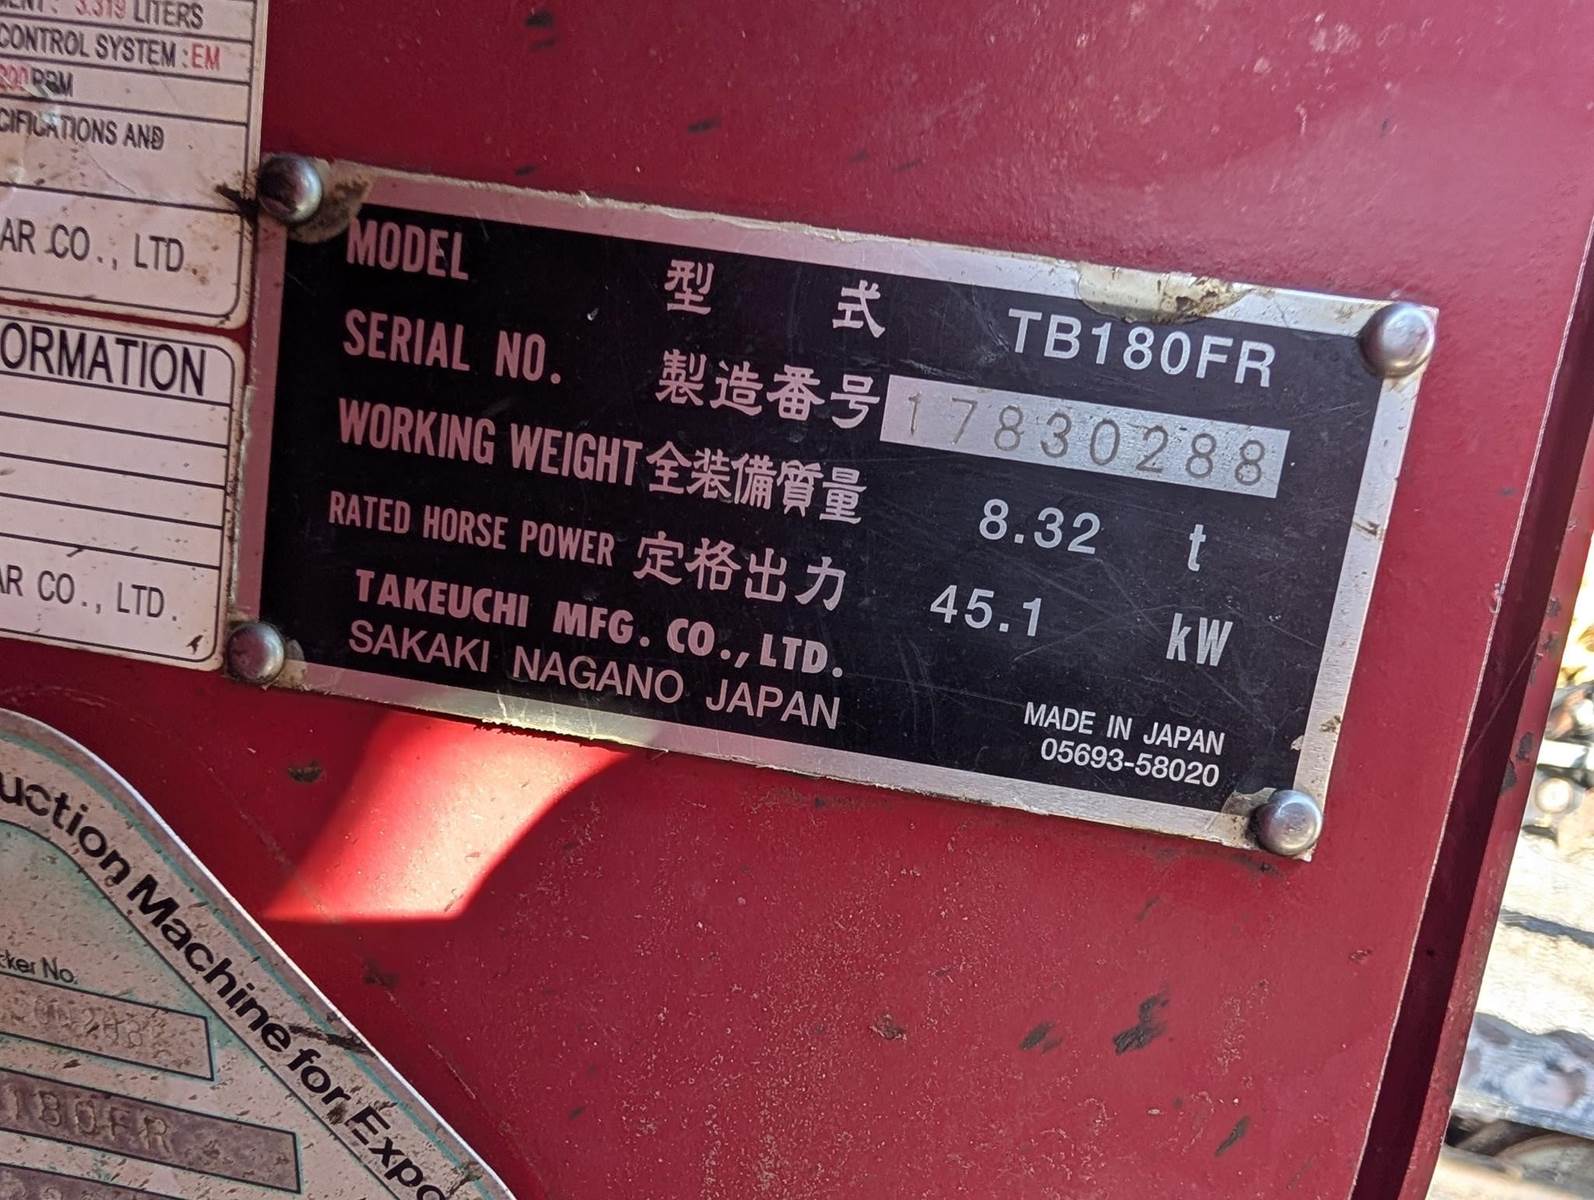 3.319 LITERS
CONTROL SYSTEM : EM
AND
AR CO., LTD
ORMATION
AR CO., LTD.
MODEL 型 式 TB180FR
SERIAL NO. 製造番号 17830288
WORKING WEIGHT 全装備質量 8.32 t
RATED HORSE POWER 定格出力 45.1 kW
TAKEUCHI MFG. CO., LTD.
SAKAKI NAGANO JAPAN
MADE IN JAPAN
05693-58020
uction Machine for Expo
cker No.
180FR